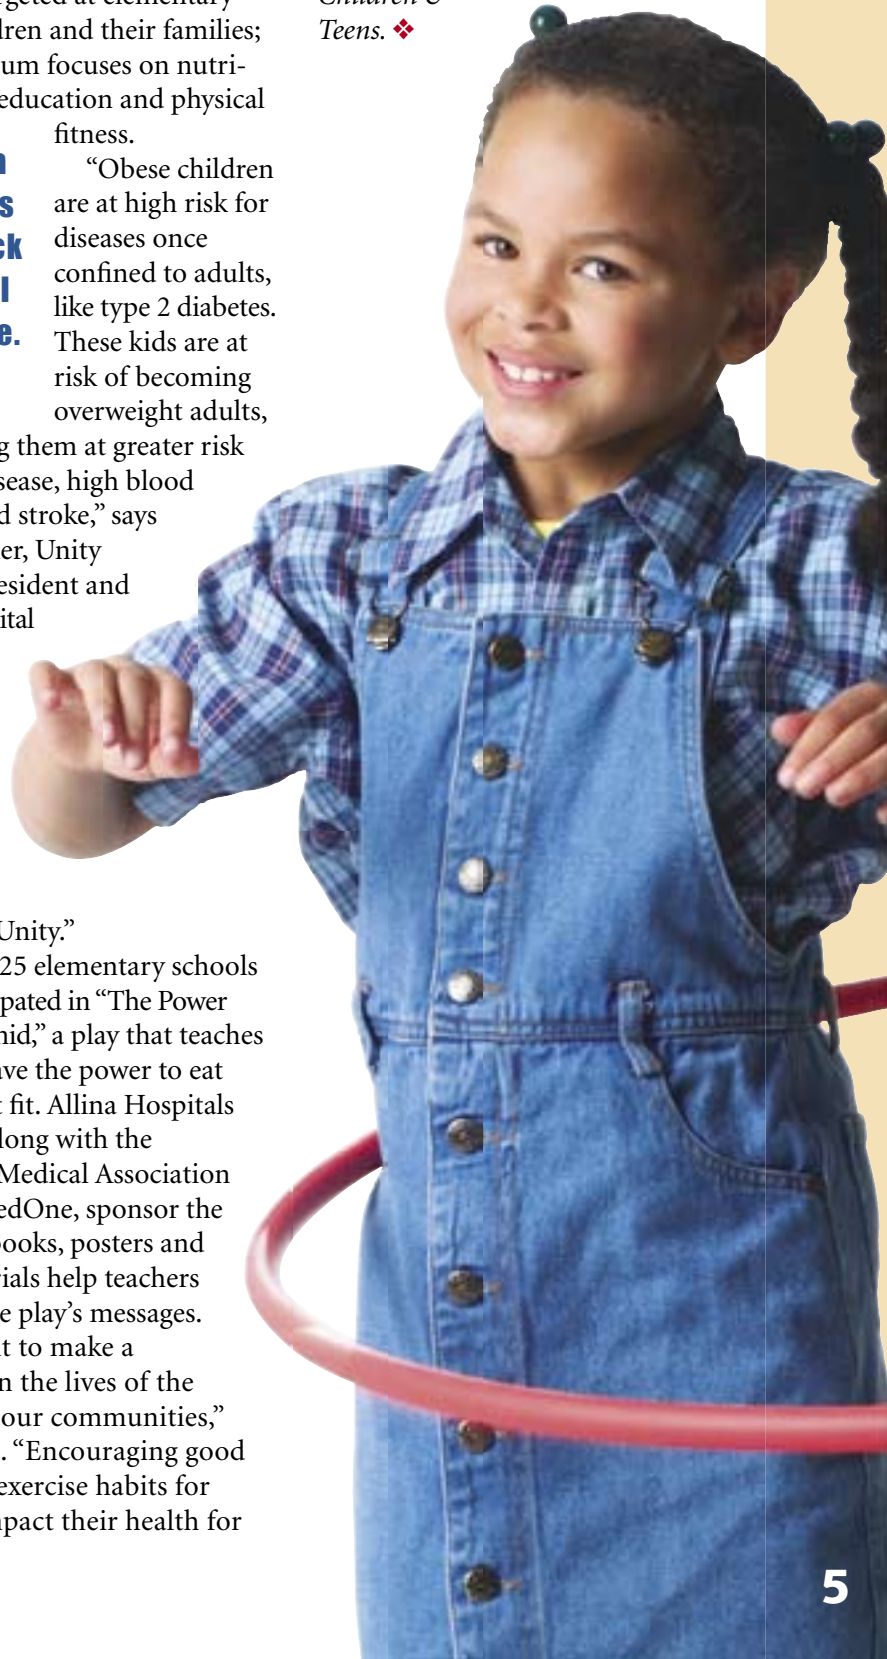 dren and their families;
um focuses on nutri-
education and physical
fitness.
“Obese children
are at high risk for
diseases once
confined to adults,
like type 2 diabetes.
These kids are at
risk of becoming
overweight adults,
g them at greater risk
sease, high blood
d stroke,” says
er, Unity
esident and
ital
Unity.”
25 elementary schools
pated in “The Power
mid,” a play that teaches
ave the power to eat
t fit. Allina Hospitals
long with the
Medical Association
edOne, sponsor the
ooks, posters and
rials help teachers
e play’s messages.
t to make a
n the lives of the
our communities,”
. “Encouraging good
exercise habits for
pact their health for
s
ck
l
e.
Children &
Teens. ❖
5